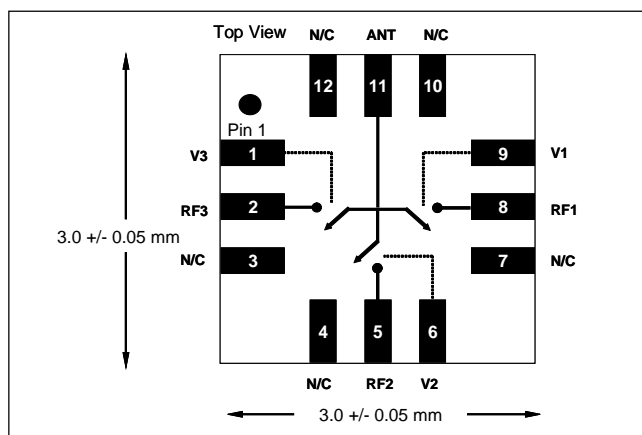 Top View N/C ANT N/C
12 11 10
Pin 1
V3 1 9 V1
RF3 2 8 RF1
3.0 +/- 0.05 mm
N/C 3 7 N/C
4 5 6
N/C RF2 V2
3.0 +/- 0.05 mm